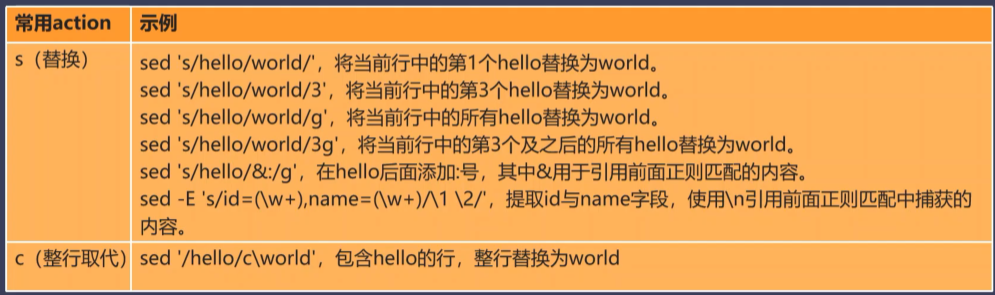 常用action 示例
s（替换） sed 's/hello/world/'，将当前行中的第1个hello替换为world。
sed 's/hello/world/3'，将当前行中的第3个hello替换为world。
sed 's/hello/world/g'，将当前行中的所有hello替换为world。
sed 's/hello/world/3g'，将当前行中的第3个及之后的所有hello替换为world。
sed 's/hello/&:/g'，在hello后面添加:号，其中&用于引用前面正则匹配的内容。
sed -E 's/id=(\w+),name=(\w+)/\1 \2/'，提取id与name字段，使用\n引用前面正则匹配中捕获的
内容。
c（整行取代） sed '/hello/c\world'，包含hello的行，整行替换为world